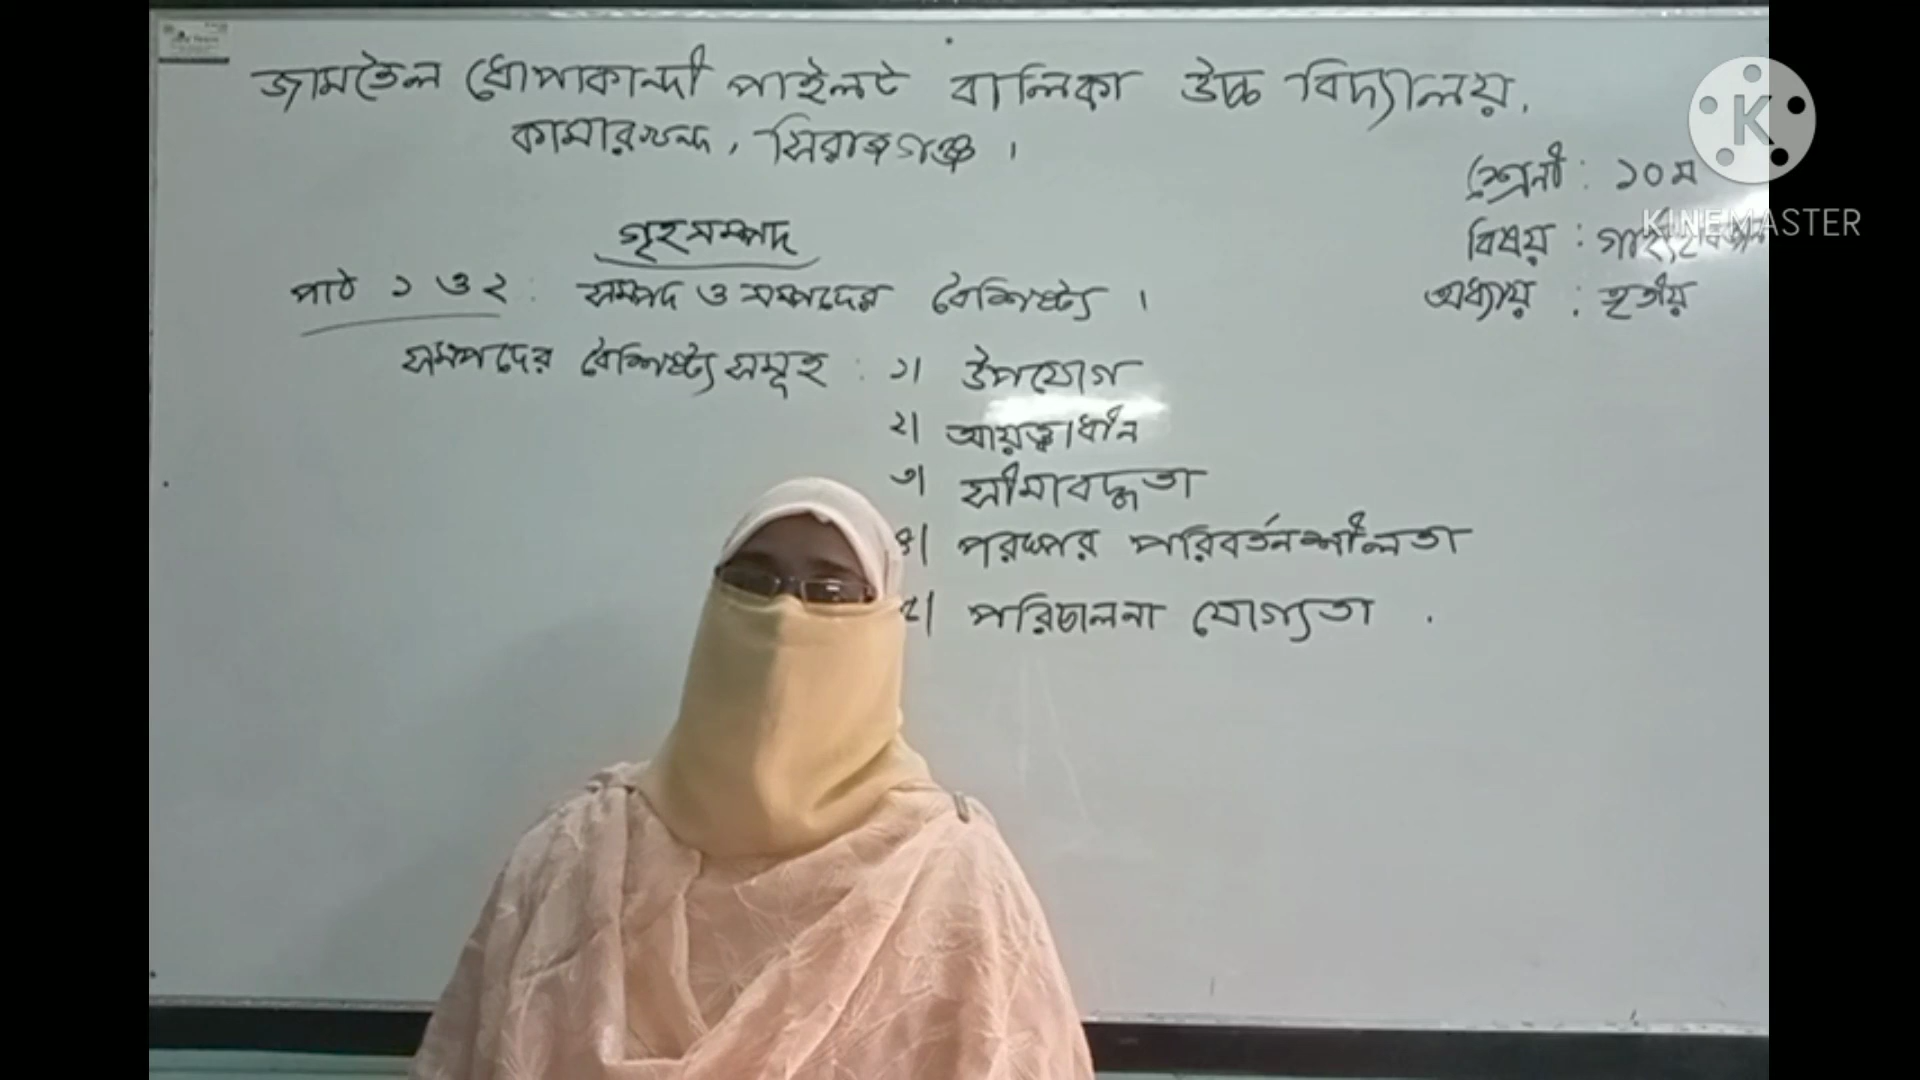 জামতৈল ধোপাকান্দী পাইলট বালিকা উচ্চ বিদ্যালয়,
কামারখন্দ, সিরাজগঞ্জ।
শ্রেনী : ১০ম
বিষয় : গার্হস্থ্যবিজ্ঞান
অধ্যায় : তৃতীয়
গৃহসম্পদ
পাঠ ১ ও ২ : সম্পদ ও সম্পদের বৈশিষ্ট্য।
সম্পদের বৈশিষ্ট্য সমূহ : ১। উপযোগ
২। আয়ত্বাধীন
৩। সীমাবদ্ধতা
৪। পরস্পর পরিবর্তনশীলতা
৫। পরিচালনা যোগ্যতা.
K
KINEMASTER